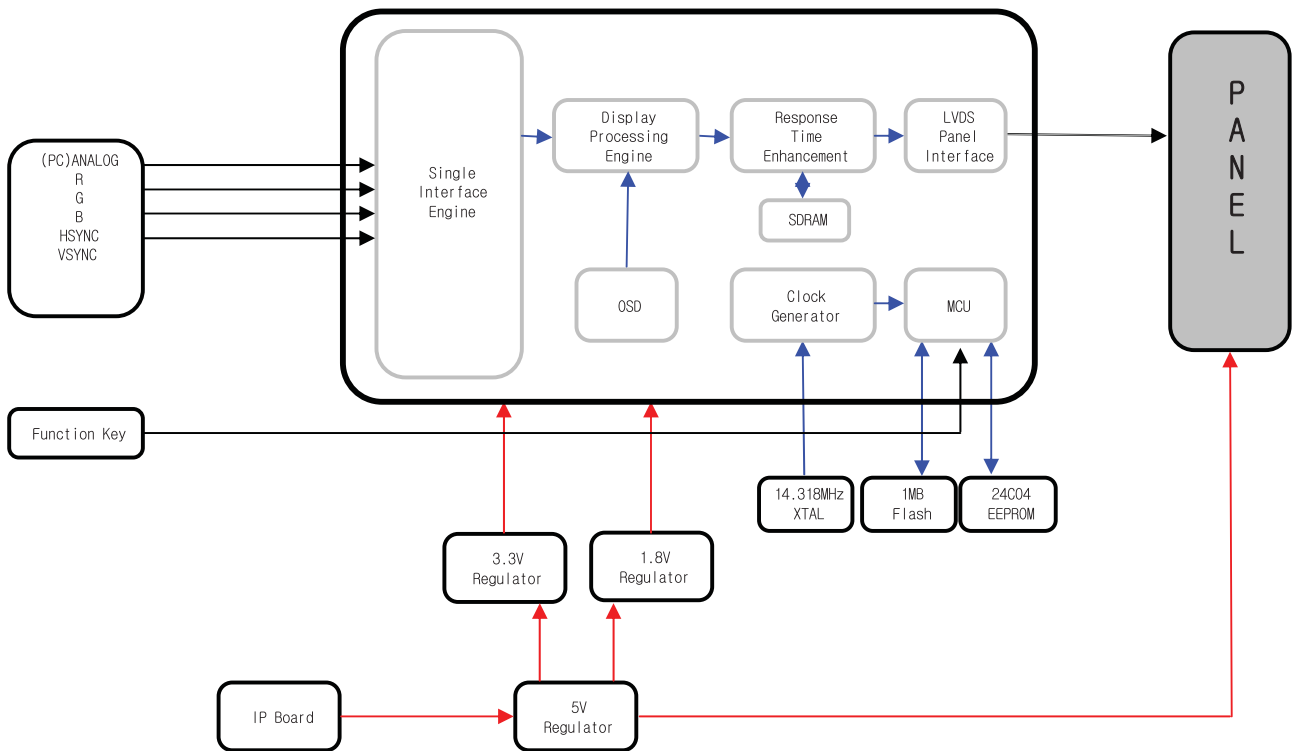 (PC)ANALOG
R
G
B
HSYNC
VSYNC
Single
Interface
Engine
Display
Processing
Engine
Response
Time
Enhancement
LVDS
Panel
Interface
SDRAM
OSD
Clock
Generator
MCU
P
A
N
E
L
Function Key
14.318MHz
XTAL
1MB
Flash
24C04
EEPROM
3.3V
Regulator
1.8V
Regulator
IP Board
5V
Regulator